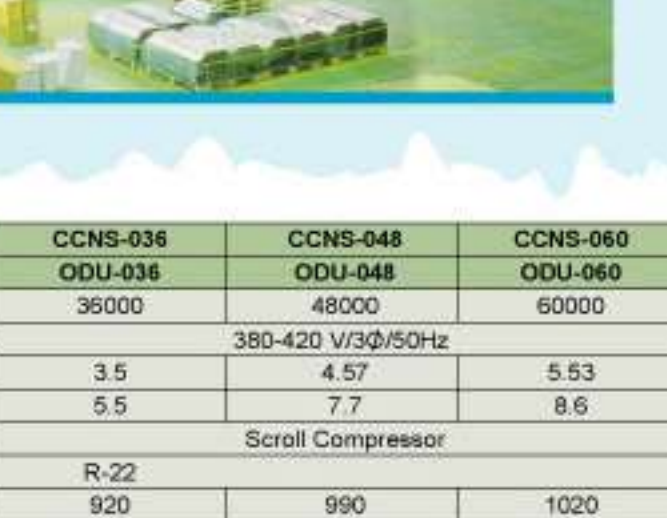 CCNS-036 CCNS-048 CCNS-060
ODU-036 ODU-048 ODU-060
36000 48000 60000
380-420 V/3Ф/50Hz
3.5 4.57 5.53
5.5 7.7 8.6
Scroll Compressor
R-22
920 990 1020